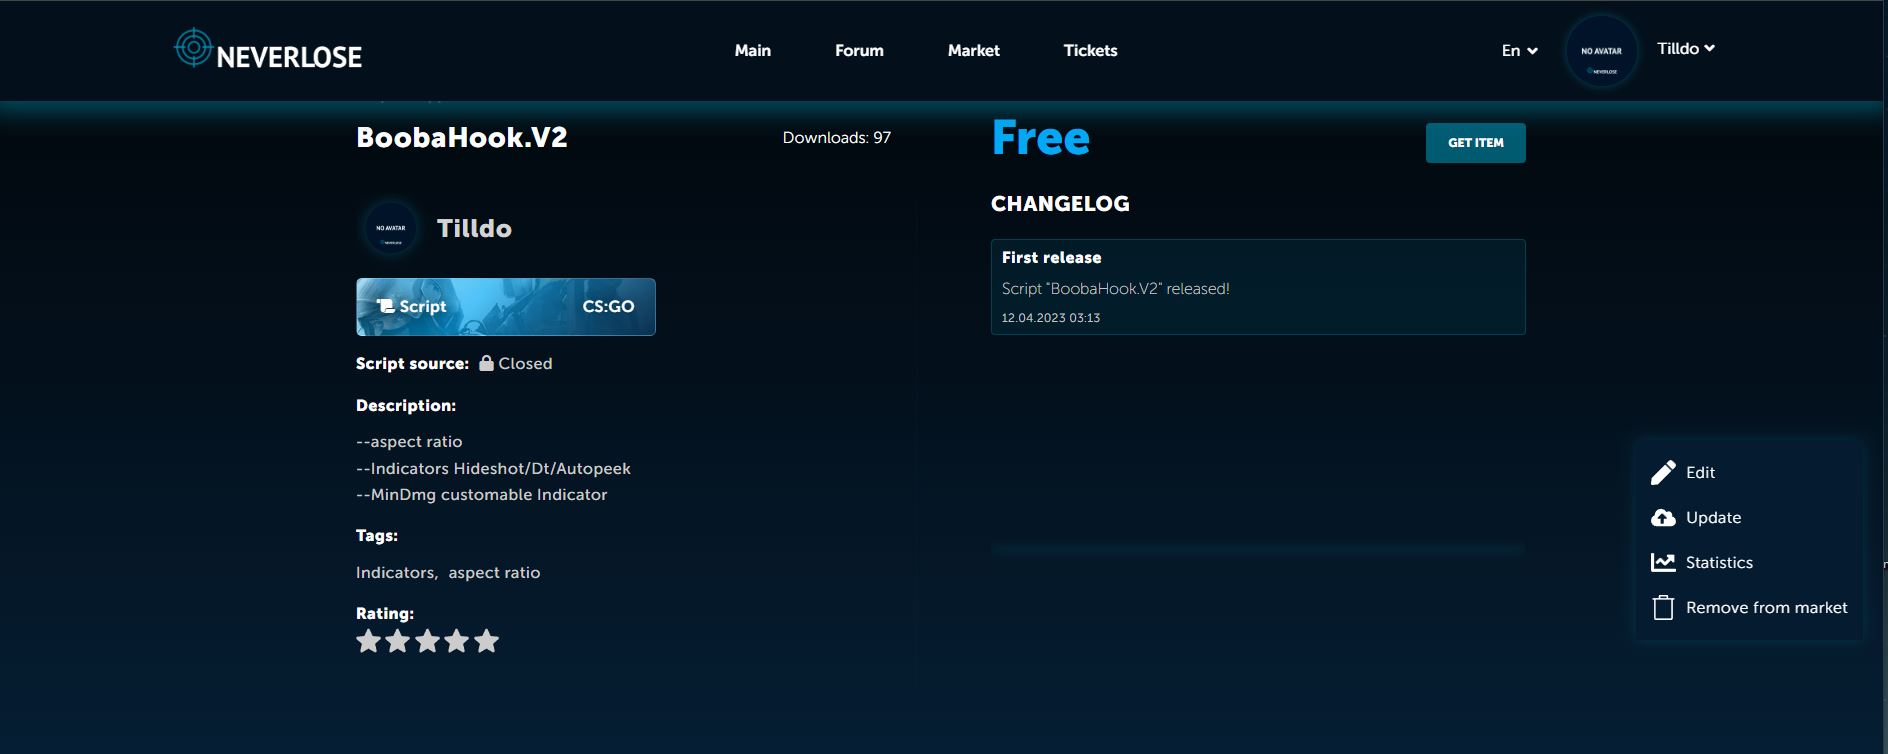 NEVERLOSE
Main
Forum
Market
Tickets
En
NO AVATAR
NEVERLOSE
Tilldo
BoobaHook.V2
Downloads: 97
NO AVATAR
NEVERLOSE
Tilldo
Script
CS:GO
Script source: Closed
Description:
--aspect ratio
--Indicators Hideshot/Dt/Autopeek
--MinDmg customable Indicator
Tags:
Indicators, aspect ratio
Rating:
Free
GET ITEM
CHANGELOG
First release
Script "BoobaHook.V2" released!
12.04.2023 03:13
Edit
Update
Statistics
Remove from market